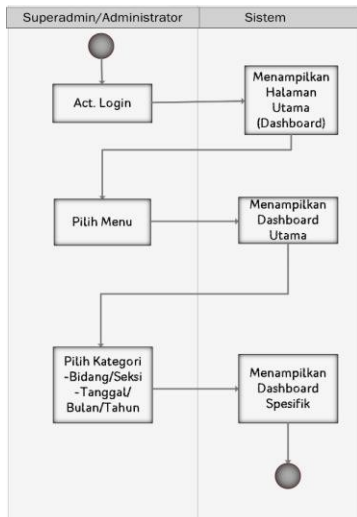 Superadmin/Administrator
Sistem
Act. Login
Menampilkan
Halaman
Utama
(Dashboard)
Pilih Menu
Menampilkan
Dashboard
Utama
Pilih Kategori
-Bidang/Seksi
-Tanggal/
Bulan/Tahun
Menampilkan
Dashboard
Spesifik